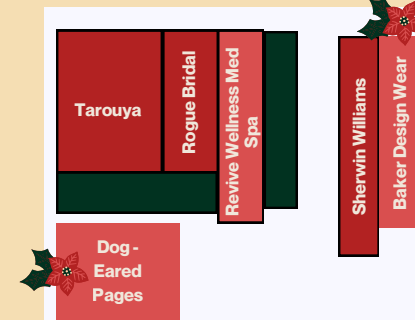 Tarouya
Rogue Bridal
Revive Wellness Med
Spa
Sherwin Williams
Baker Design Wear
Dog-
Eared
Pages